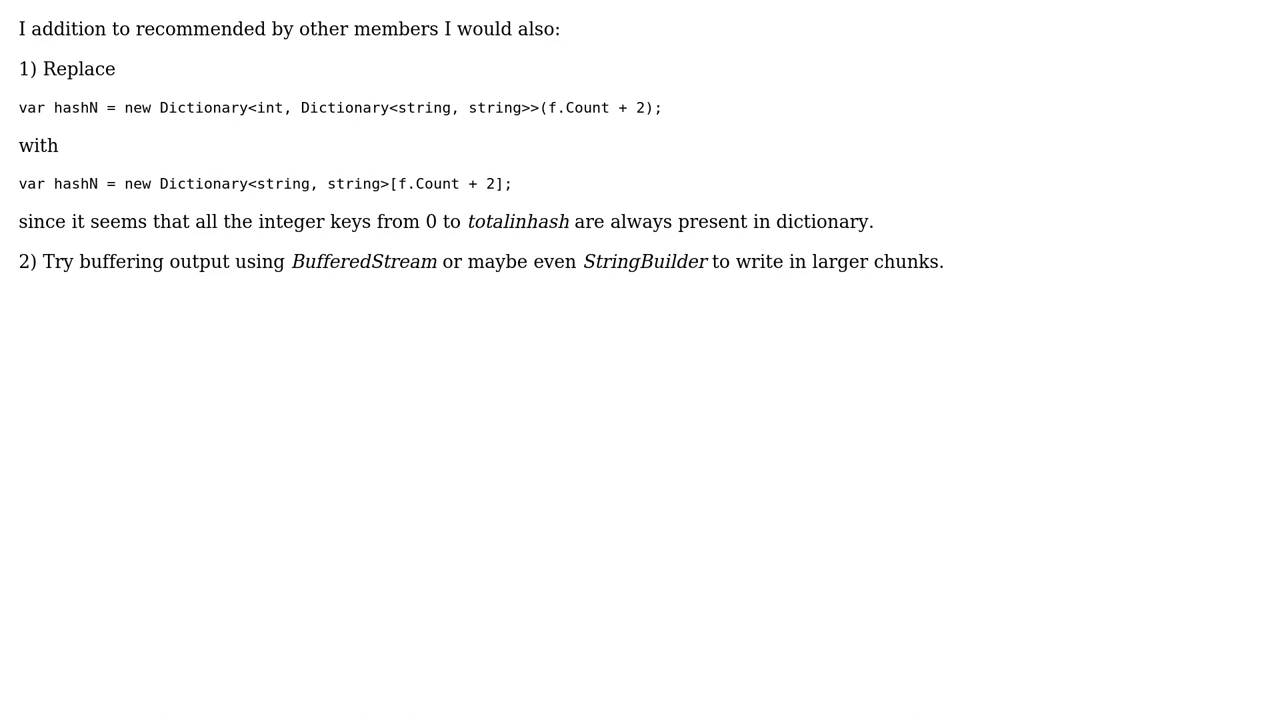 I addition to recommended by other members I would also:
1) Replace
var hashN = new Dictionary<int, Dictionary<string, string>>(f.Count + 2);
with
var hashN = new Dictionary<string, string>[f.Count + 2];
since it seems that all the integer keys from 0 to totalinhash are always present in dictionary.
2) Try buffering output using BufferedStream or maybe even StringBuilder to write in larger chunks.